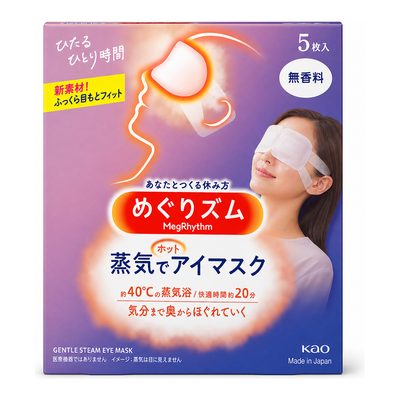 ひたる
ひとり時間
5枚入
無香料
新素材!
ふっくら目もとフィット
あなたとつくる休み方
めぐりズム
MegRhythm
ホット
蒸気でアイマスク
約40℃の蒸気浴/快適時間約20分
気分まで奥からほぐれていく
GENTLE STEAM EYE MASK
医療機器ではありません イメージ:蒸気は目に見えません
Kao
Made in Japan